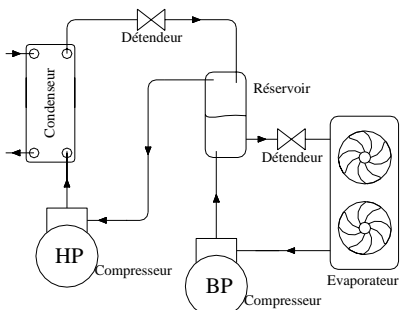 Détendeur
Condenseur
Réservoir
Détendeur
HP
Compresseur
BP
Compresseur
Evaporateur